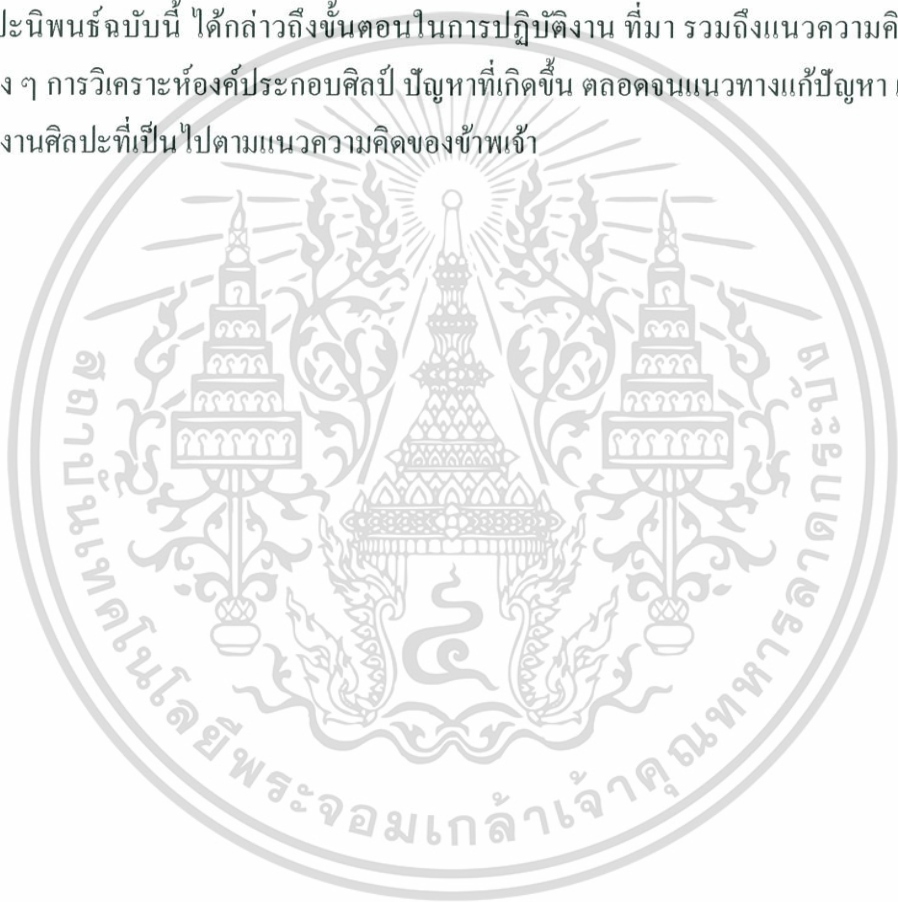 ปะนิพนธ์ฉบับนี้ ได้กล่าวถึงขั้นตอนในการปฏิบัติงาน ที่มา รวมถึงแนวความคิ
ง ๆ การวิเคราะห์องค์ประกอบศิลป์ ปัญหาที่เกิดขึ้น ตลอดจนแนวทางแก้ปัญหา เ
งานศิลปะที่เป็นไปตามแนวความคิดของข้าพเจ้า
๔
สถาบันเทคโนโลยีพระจอมเกล้าเจ้าคุณทหารลาดกระบัง